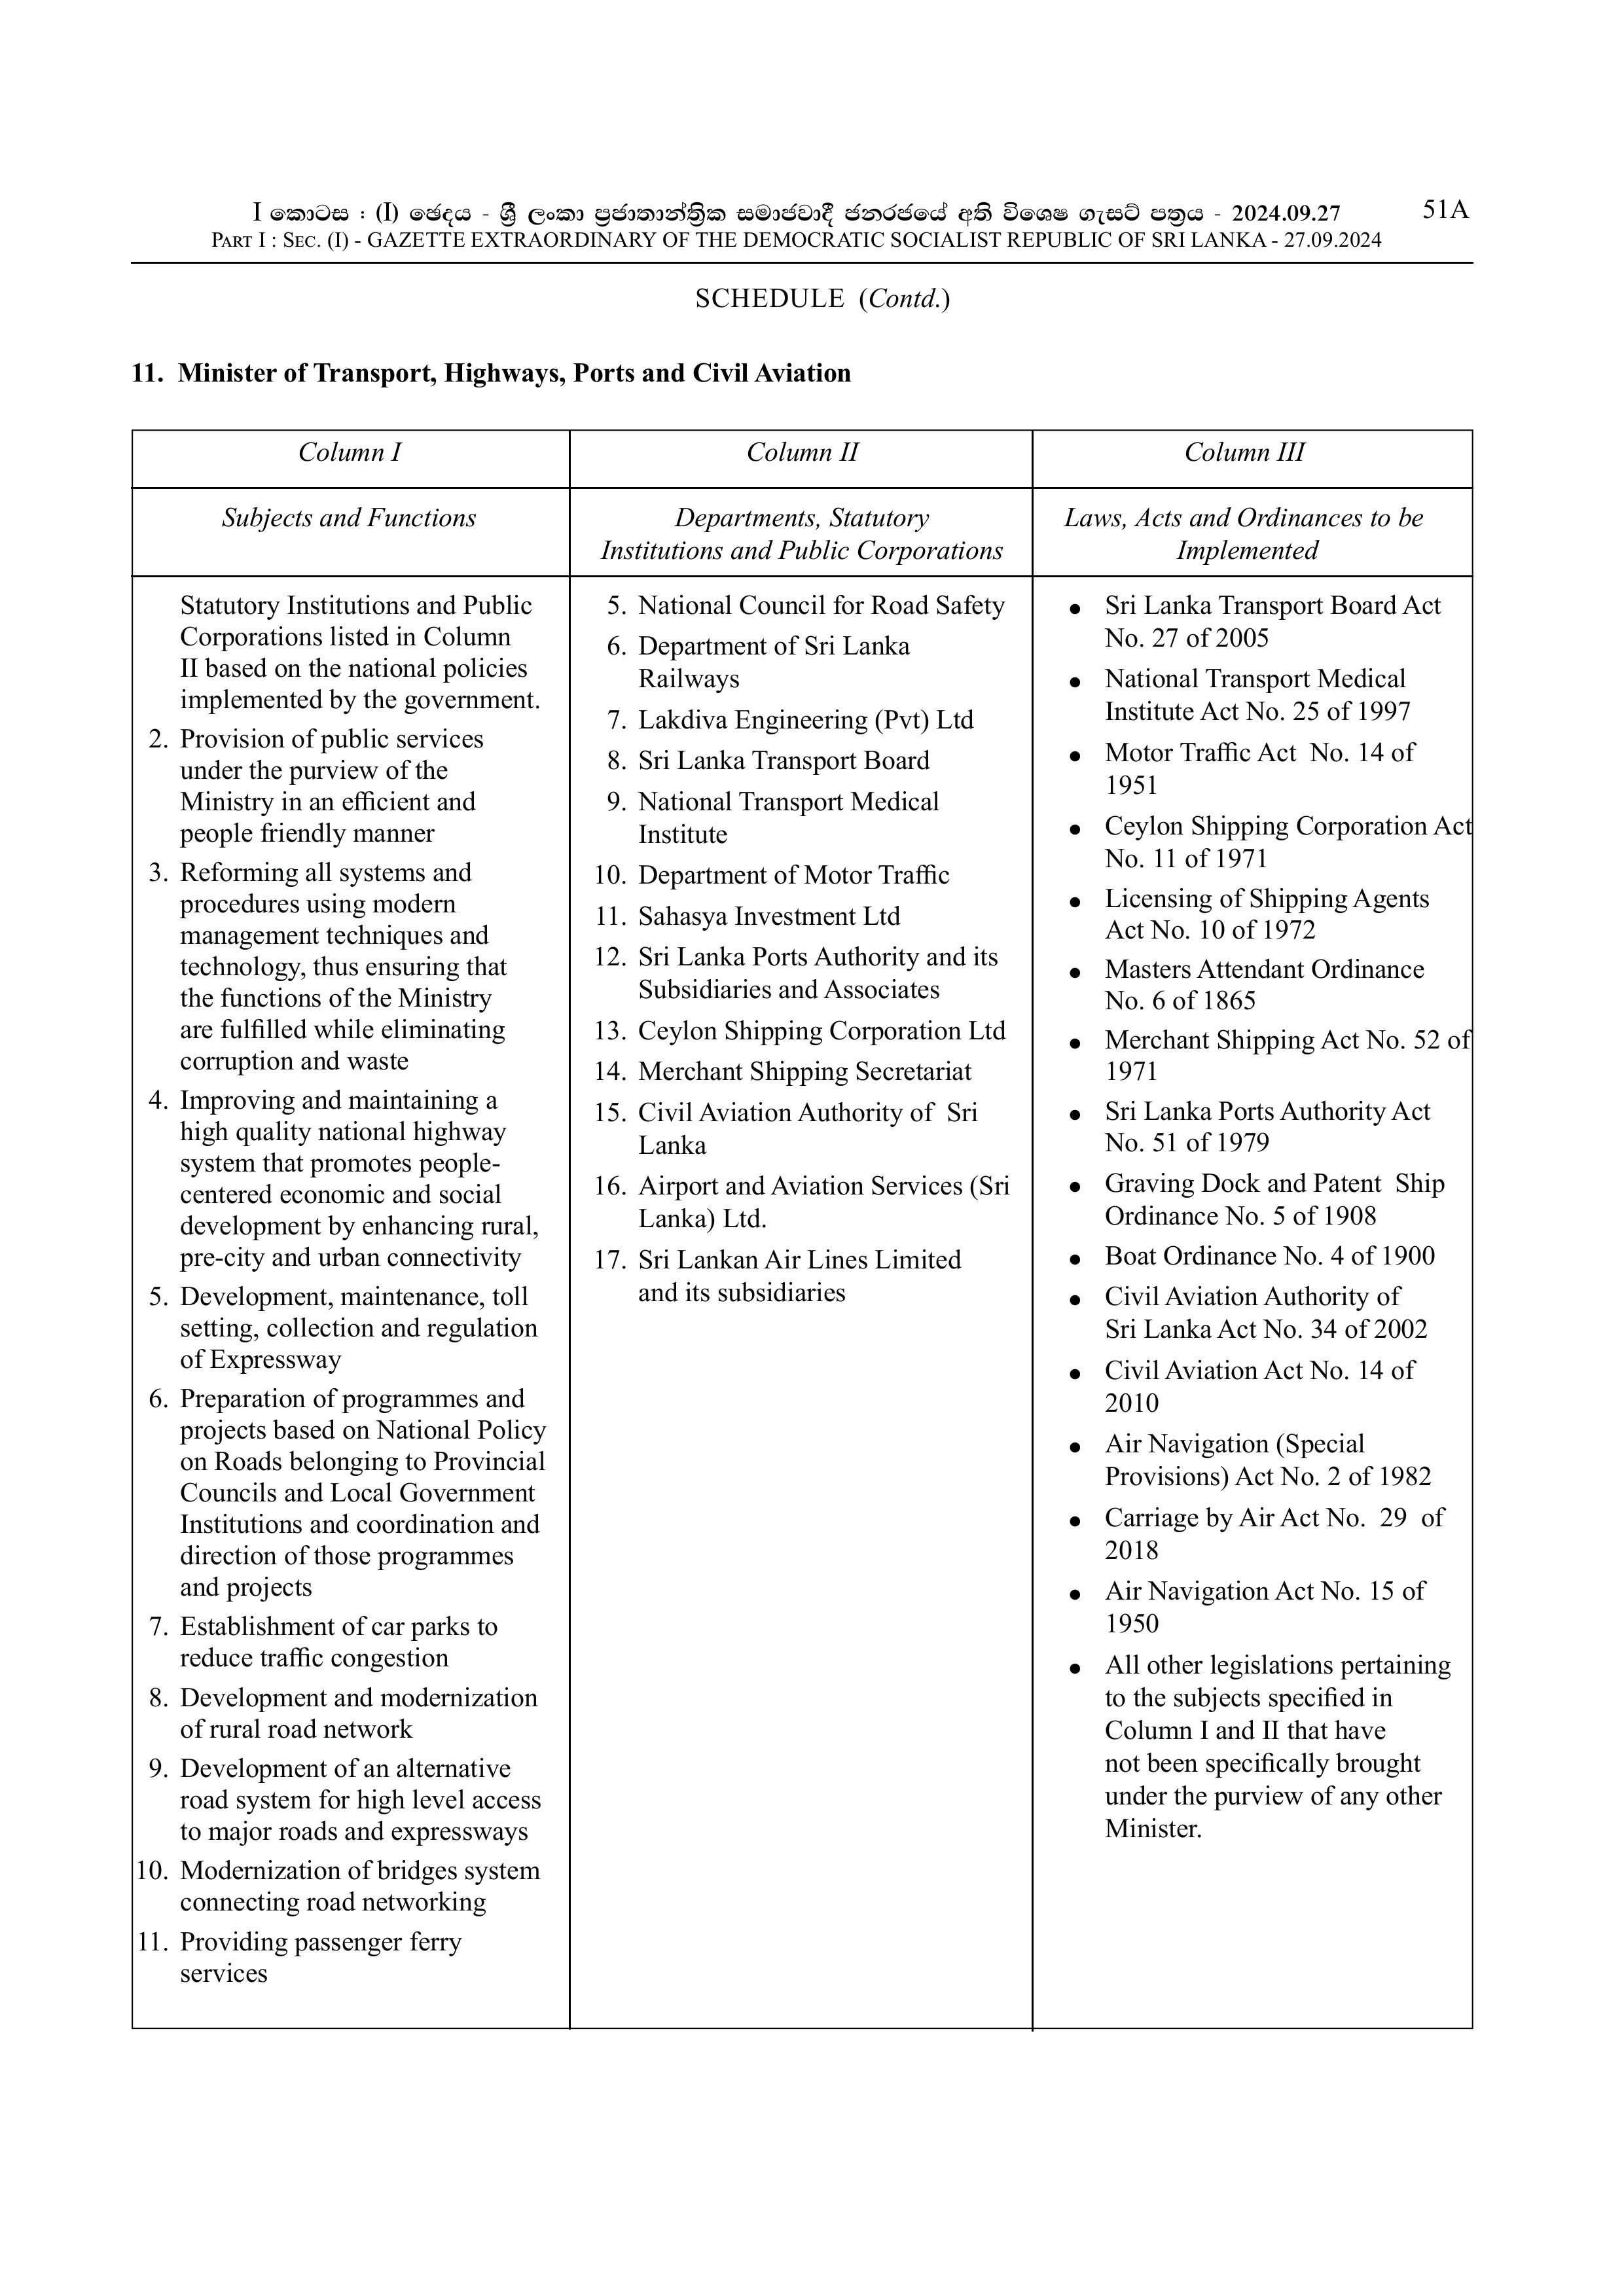 I කොටස : (I) ඡෙදය - ශ්‍රී ලංකා ප්‍රජාතාන්ත්‍රික සමාජවාදී ජනරජයේ අති විශෙෂ ගැසට් පත්‍රය - 2024.09.27
51A
PART I : SEC. (I) - GAZETTE EXTRAORDINARY OF THE DEMOCRATIC SOCIALIST REPUBLIC OF SRI LANKA - 27.09.2024
SCHEDULE (Contd.)
11. Minister of Transport, Highways, Ports and Civil Aviation
Column I
Column II
Column III
Subjects and Functions
Departments, Statutory
Institutions and Public Corporations
Laws, Acts and Ordinances to be
Implemented
Statutory Institutions and Public
Corporations listed in Column
II based on the national policies
implemented by the government.
2. Provision of public services
under the purview of the
Ministry in an efficient and
people friendly manner
3. Reforming all systems and
procedures using modern
management techniques and
technology, thus ensuring that
the functions of the Ministry
are fulfilled while eliminating
corruption and waste
4. Improving and maintaining a
high quality national highway
system that promotes people-
centered economic and social
development by enhancing rural,
pre-city and urban connectivity
5. Development, maintenance, toll
setting, collection and regulation
of Expressway
6. Preparation of programmes and
projects based on National Policy
on Roads belonging to Provincial
Councils and Local Government
Institutions and coordination and
direction of those programmes
and projects
7. Establishment of car parks to
reduce traffic congestion
8. Development and modernization
of rural road network
9. Development of an alternative
road system for high level access
to major roads and expressways
10. Modernization of bridges system
connecting road networking
11. Providing passenger ferry
services
5. National Council for Road Safety
6. Department of Sri Lanka
Railways
7. Lakdiva Engineering (Pvt) Ltd
8. Sri Lanka Transport Board
9. National Transport Medical
Institute
10. Department of Motor Traffic
11. Sahasya Investment Ltd
12. Sri Lanka Ports Authority and its
Subsidiaries and Associates
13. Ceylon Shipping Corporation Ltd
14. Merchant Shipping Secretariat
15. Civil Aviation Authority of Sri
Lanka
16. Airport and Aviation Services (Sri
Lanka) Ltd.
17. Sri Lankan Air Lines Limited
and its subsidiaries
● Sri Lanka Transport Board Act
No. 27 of 2005
● National Transport Medical
Institute Act No. 25 of 1997
● Motor Traffic Act No. 14 of
1951
● Ceylon Shipping Corporation Act
No. 11 of 1971
● Licensing of Shipping Agents
Act No. 10 of 1972
● Masters Attendant Ordinance
No. 6 of 1865
● Merchant Shipping Act No. 52 of
1971
● Sri Lanka Ports Authority Act
No. 51 of 1979
● Graving Dock and Patent Ship
Ordinance No. 5 of 1908
● Boat Ordinance No. 4 of 1900
● Civil Aviation Authority of
Sri Lanka Act No. 34 of 2002
● Civil Aviation Act No. 14 of
2010
● Air Navigation (Special
Provisions) Act No. 2 of 1982
● Carriage by Air Act No. 29 of
2018
● Air Navigation Act No. 15 of
1950
● All other legislations pertaining
to the subjects specified in
Column I and II that have
not been specifically brought
under the purview of any other
Minister.